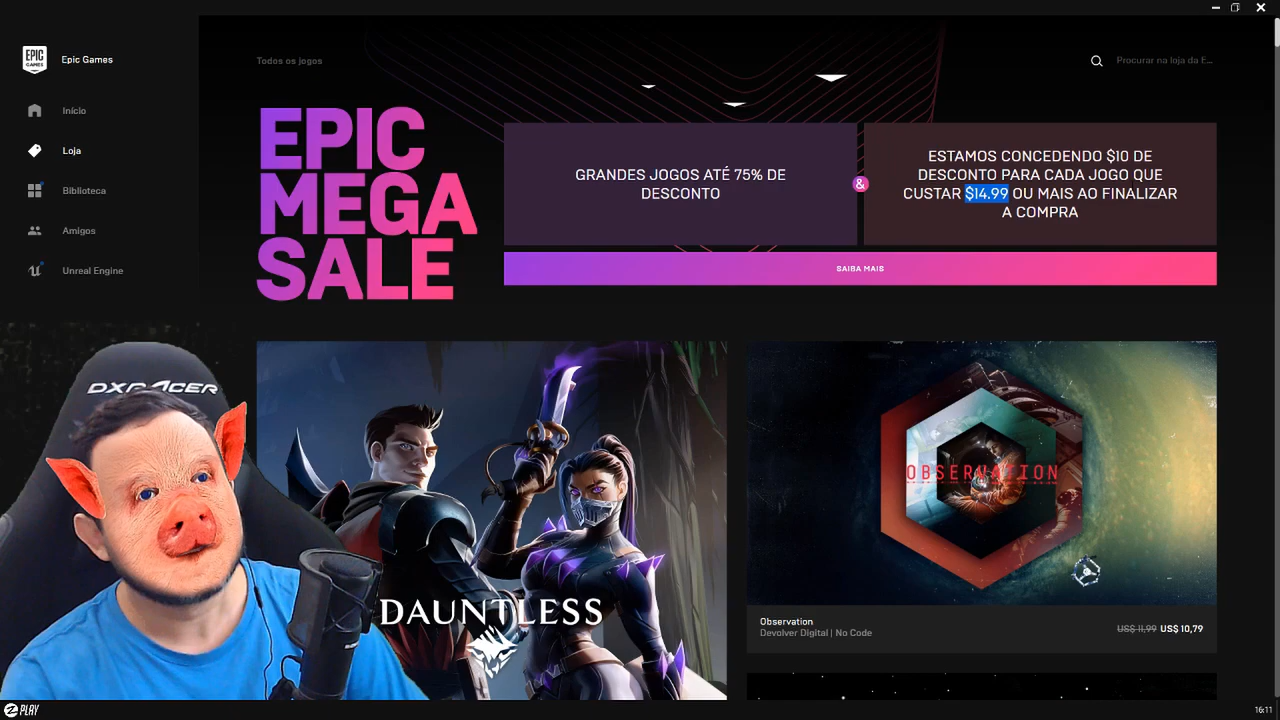 EPIC
GAMES
Epic Games
Início
Loja
Biblioteca
Amigos
Unreal Engine
Todos os jogos
Procurar na loja da E...
EPIC
MEGA
SALE
GRANDES JOGOS ATÉ 75% DE
DESCONTO
&
ESTAMOS CONCEDENDO $10 DE
DESCONTO PARA CADA JOGO QUE
CUSTAR $14.99 OU MAIS AO FINALIZAR
A COMPRA
SAIBA MAIS
DXRACER
DAUNTLESS
OBSERVATION
Observation
Devolver Digital | No Code
US$ 11,99 US$ 10,79
2 PLAY
16:11